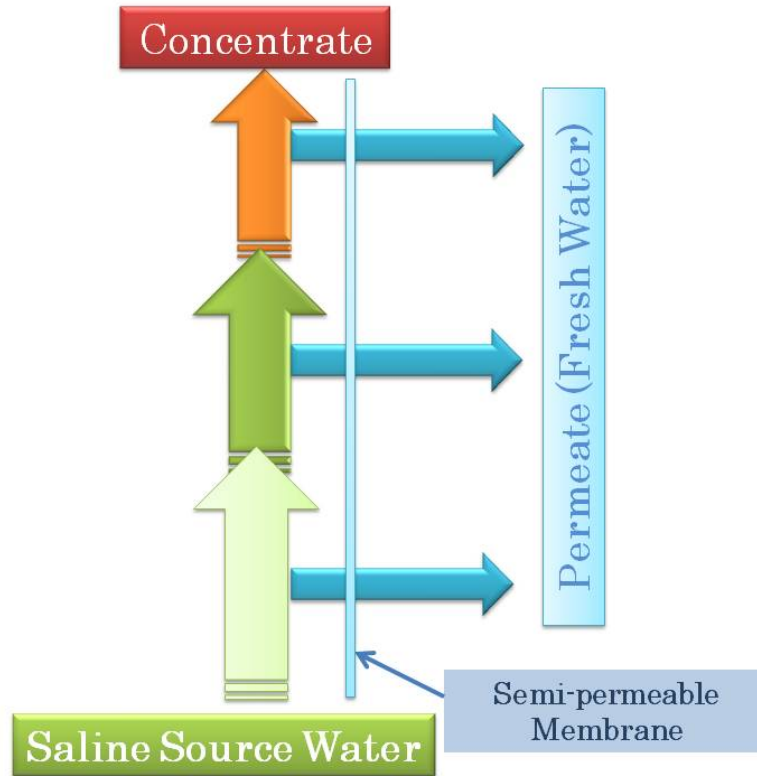 Concentrate
Permeate (Fresh Water)
Semi-permeable
Membrane
Saline Source Water